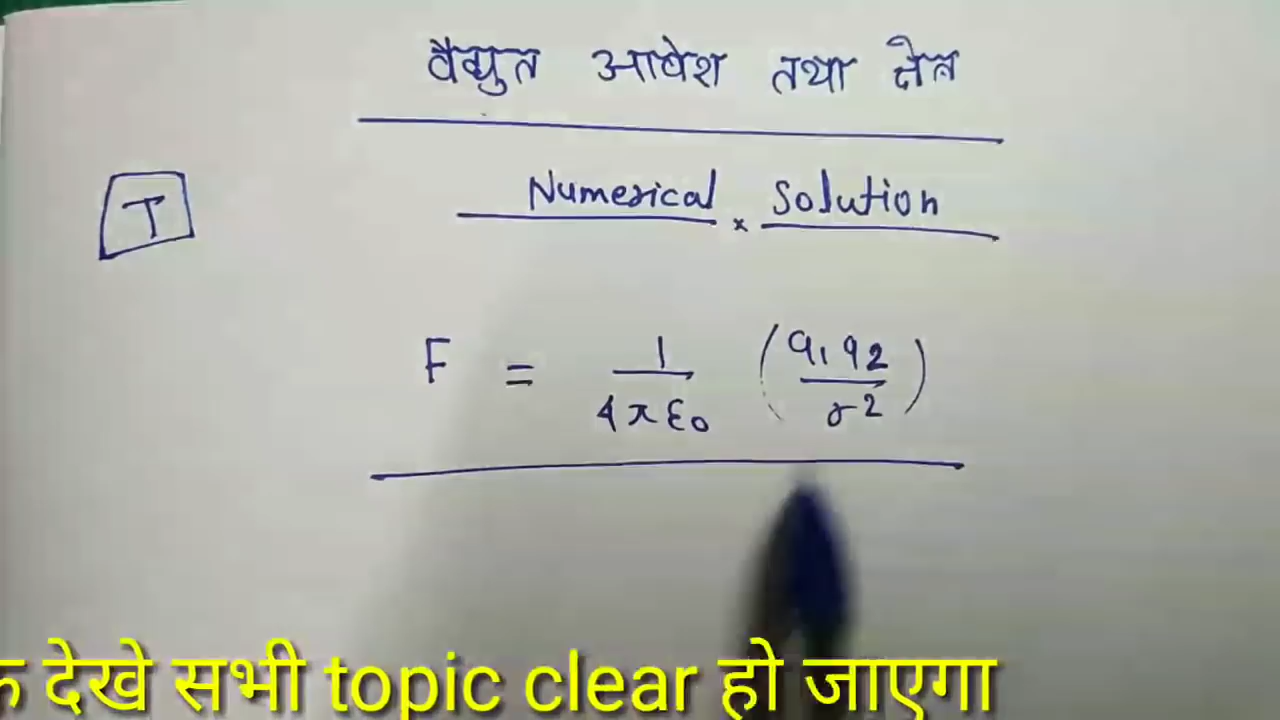 वैद्युत आवेश तथा क्षेत्र
Numerical × Solution
T
F = 1/4πε0 (q1q2/r2)
देखे सभी topic clear हो जाएगा